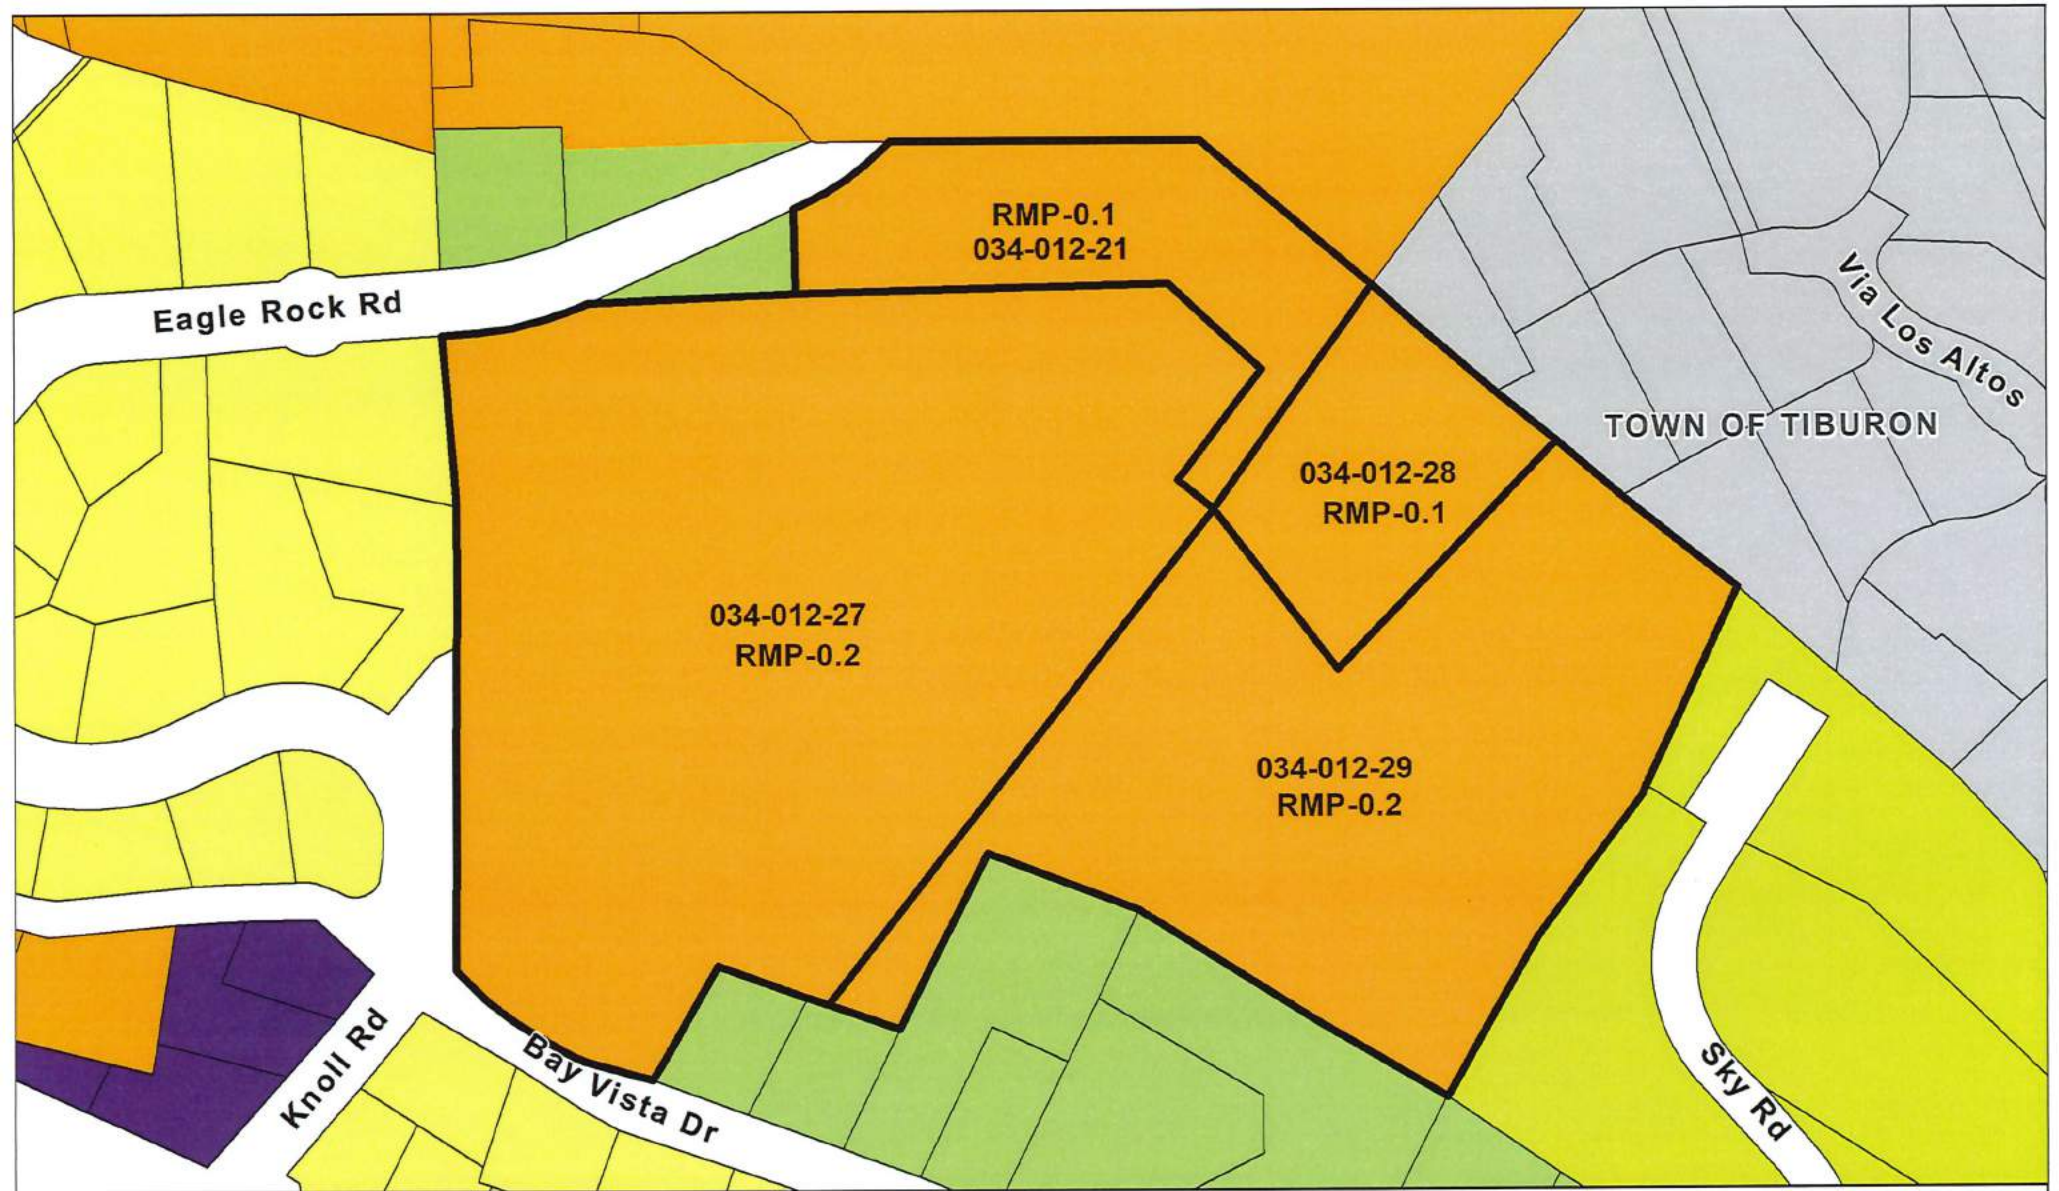 RMP-0.1
034-012-21
Eagle Rock Rd
Via Los Altos
TOWN OF TIBURON
034-012-28
RMP-0.1
034-012-27
RMP-0.2
034-012-29
RMP-0.2
Knoll Rd
Bay Vista Dr
Sky Rd